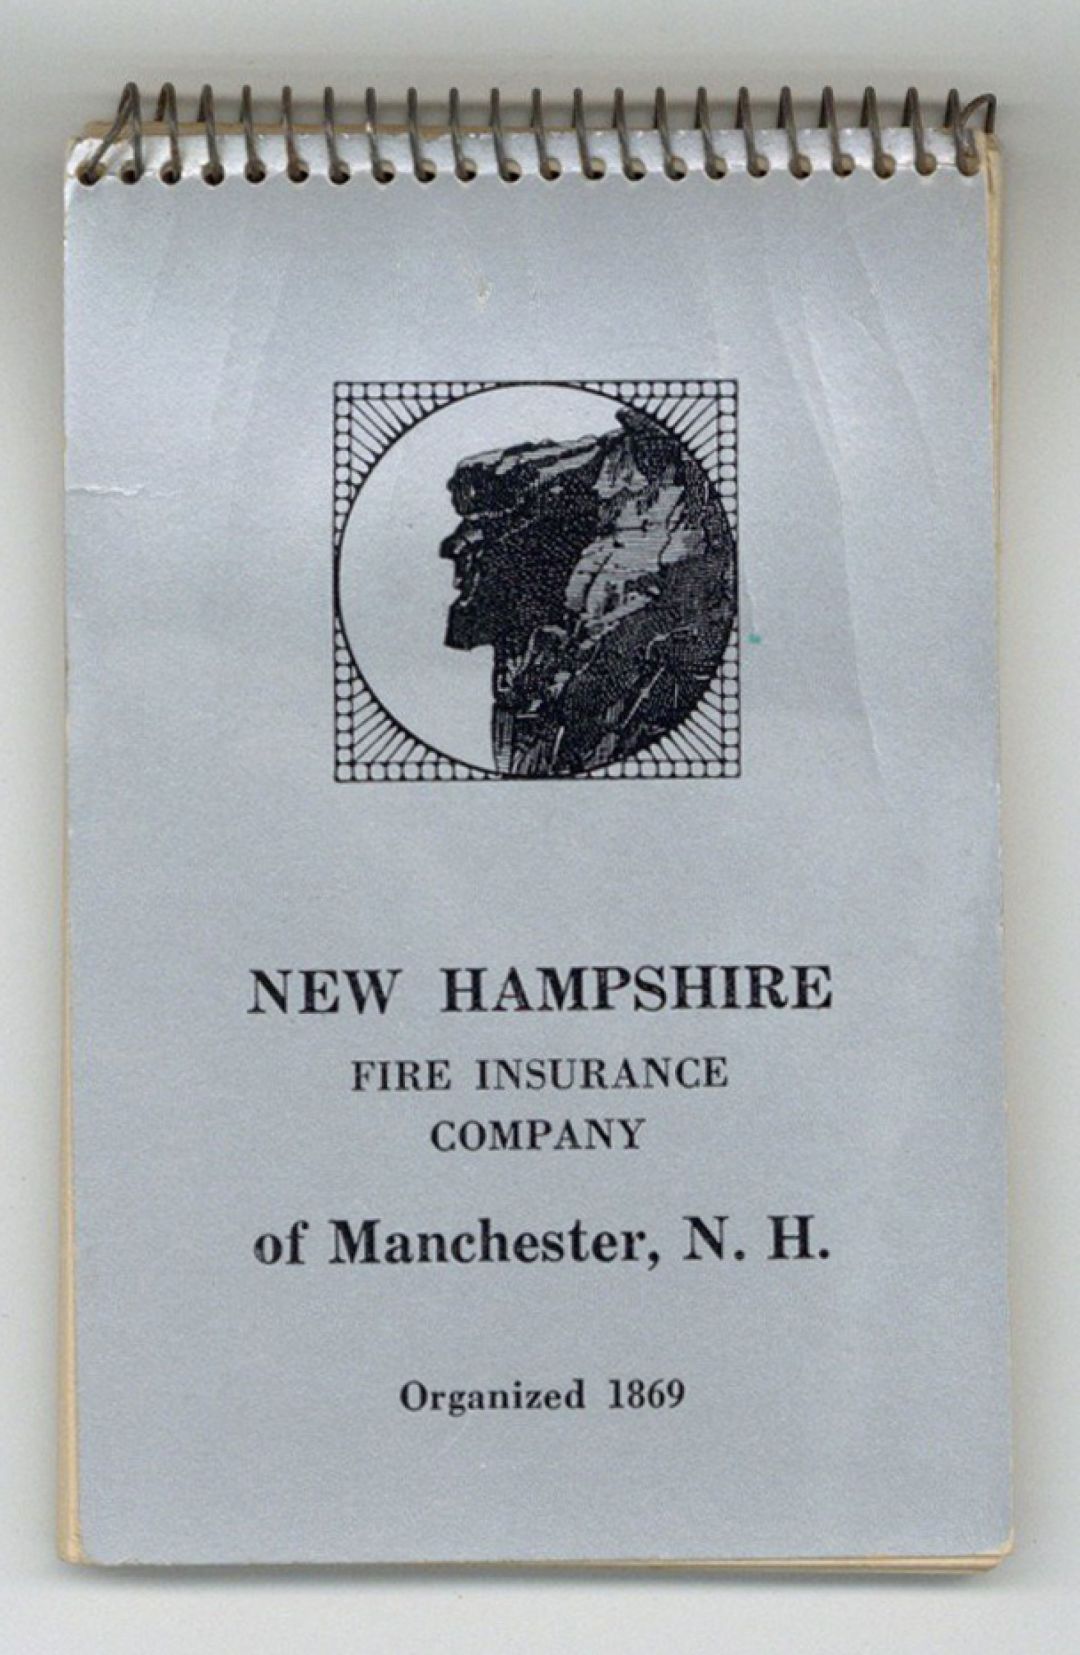 NEW HAMPSHIRE
FIRE INSURANCE
COMPANY
of Manchester, N. H.
Organized 1869